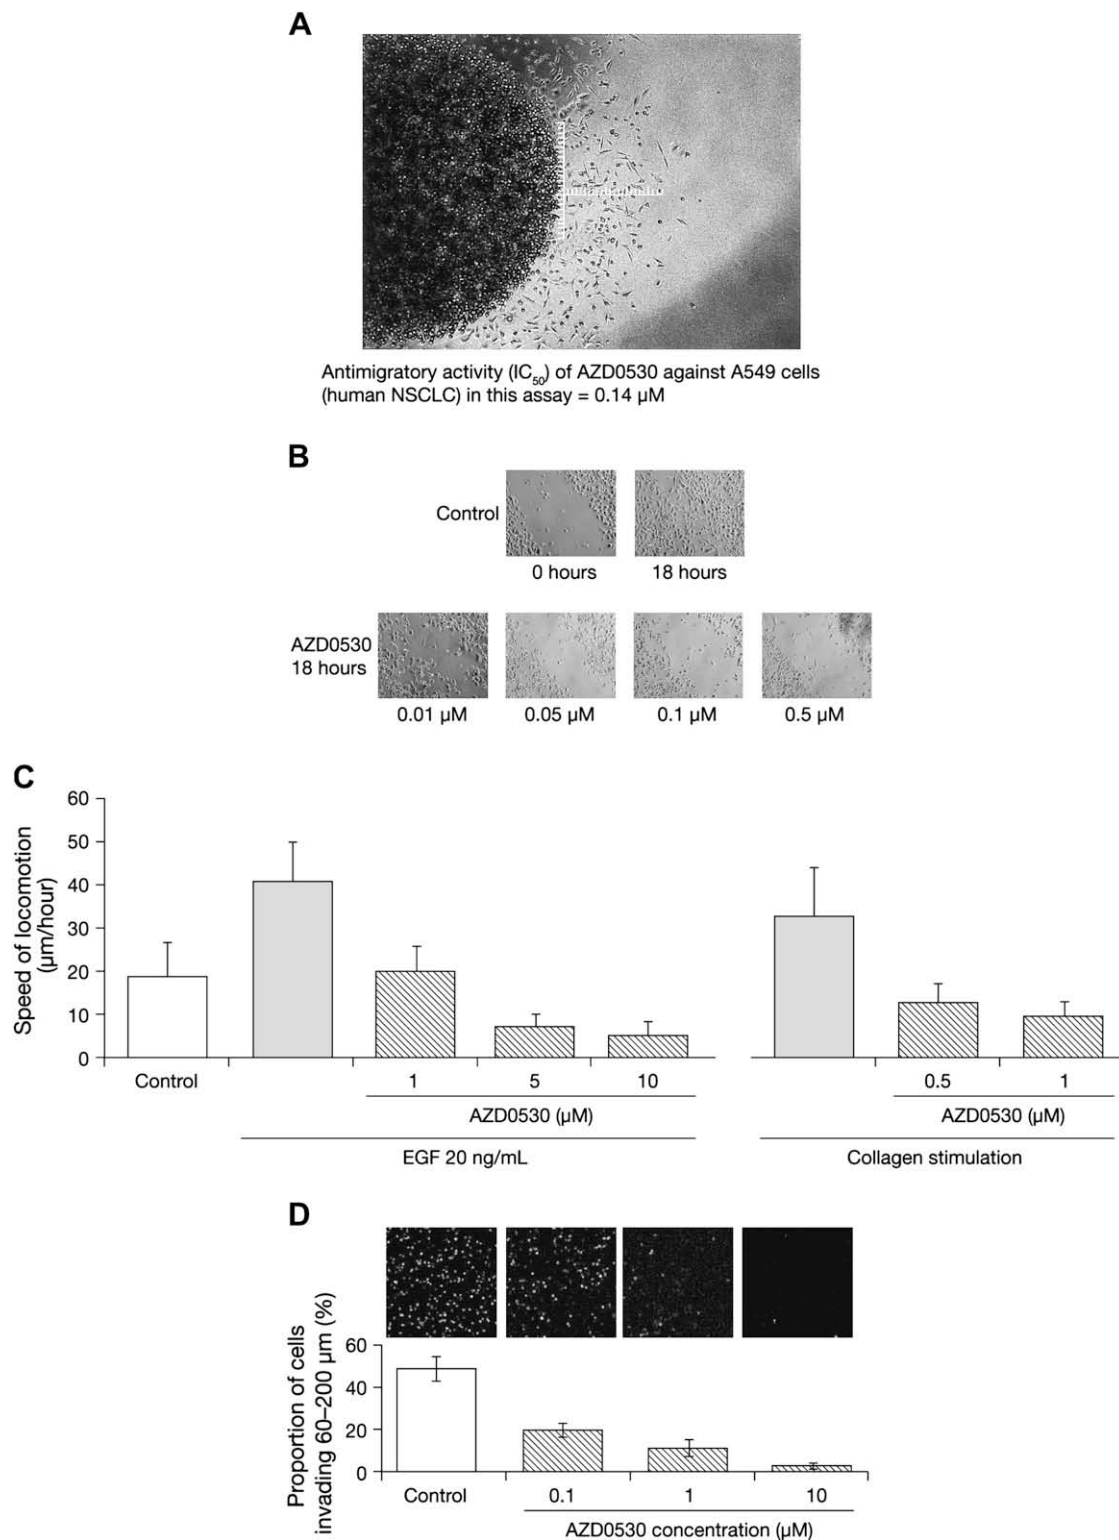 A
Antimigratory activity (IC50) of AZD0530 against A549 cells
(human NSCLC) in this assay = 0.14 µM
B
Control
0 hours
18 hours
AZD0530
18 hours
0.01 µM
0.05 µM
0.1 µM
0.5 µM
C
Speed of locomotion
(µm/hour)
60
50
40
30
20
10
0
Control
1
5
10
0.5
1
AZD0530 (µM)
AZD0530 (µM)
EGF 20 ng/mL
Collagen stimulation
D
Proportion of cells
invading 60–200 µm (%)
60
40
20
0
Control
0.1
1
10
AZD0530 concentration (µM)